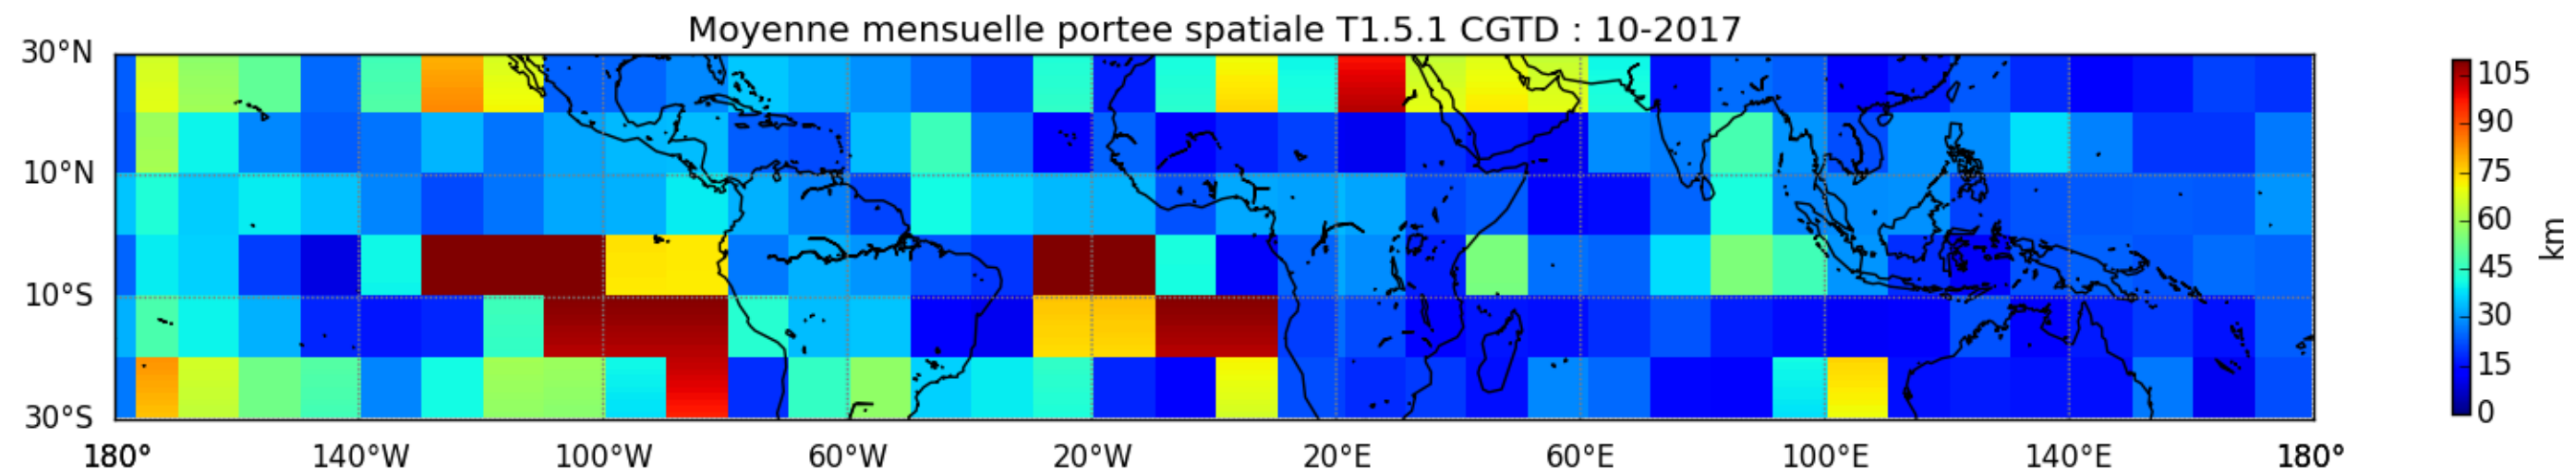 Moyenne mensuelle portee spatiale T1.5.1 CGTD : 10-2017
30°N
10°N
10°S
30°S
180° 140°W 100°W 60°W 20°W 20°E 60°E 100°E 140°E 180°
105
90
75
60
45
30
15
0
km